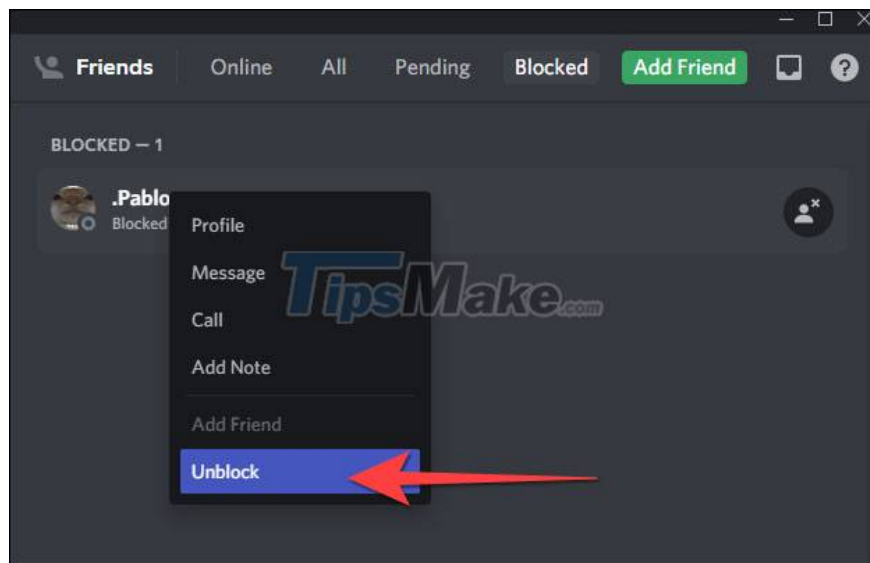 Friends Online All Pending Blocked Add Friend ?
BLOCKED — 1
.Pablo
Blocked
Profile
Message
TipsMake.com
Call
Add Note
Add Friend
Unblock